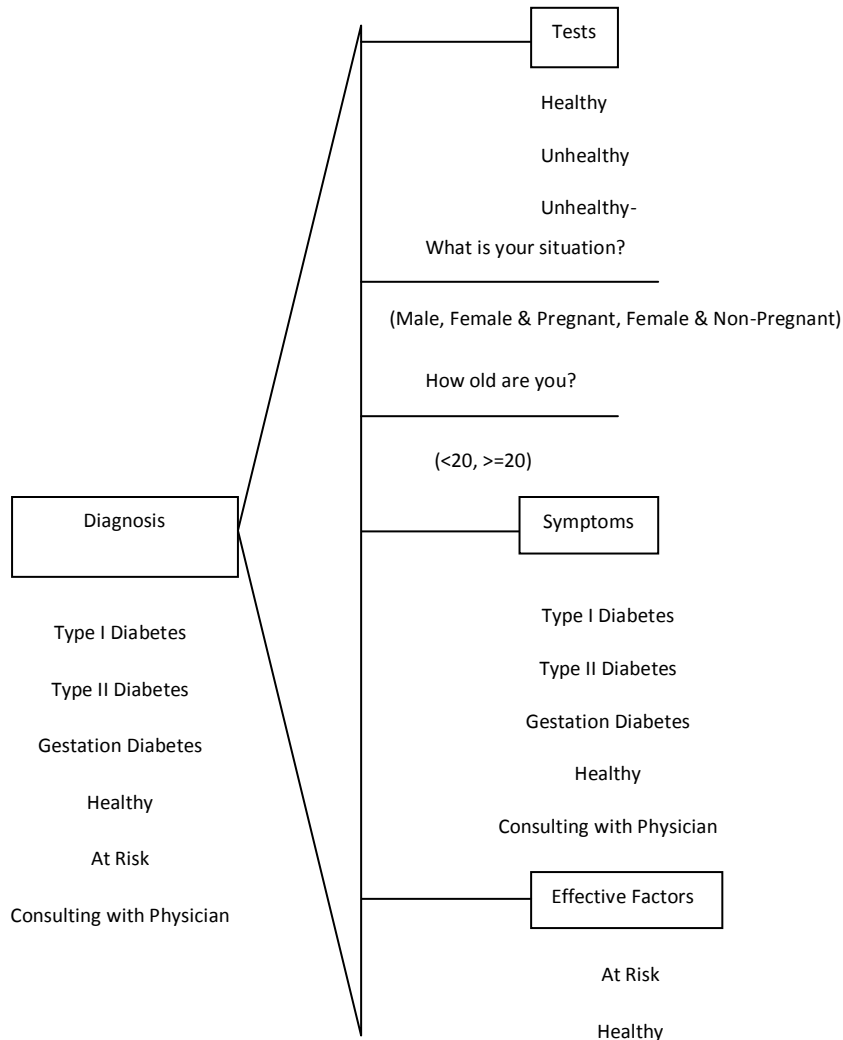 Tests
Healthy
Unhealthy
Unhealthy-
What is your situation?
(Male, Female & Pregnant, Female & Non-Pregnant)
How old are you?
(<20, >=20)
Diagnosis
Type I Diabetes
Type II Diabetes
Gestation Diabetes
Healthy
At Risk
Consulting with Physician
Symptoms
Type I Diabetes
Type II Diabetes
Gestation Diabetes
Healthy
Consulting with Physician
Effective Factors
At Risk
Healthy